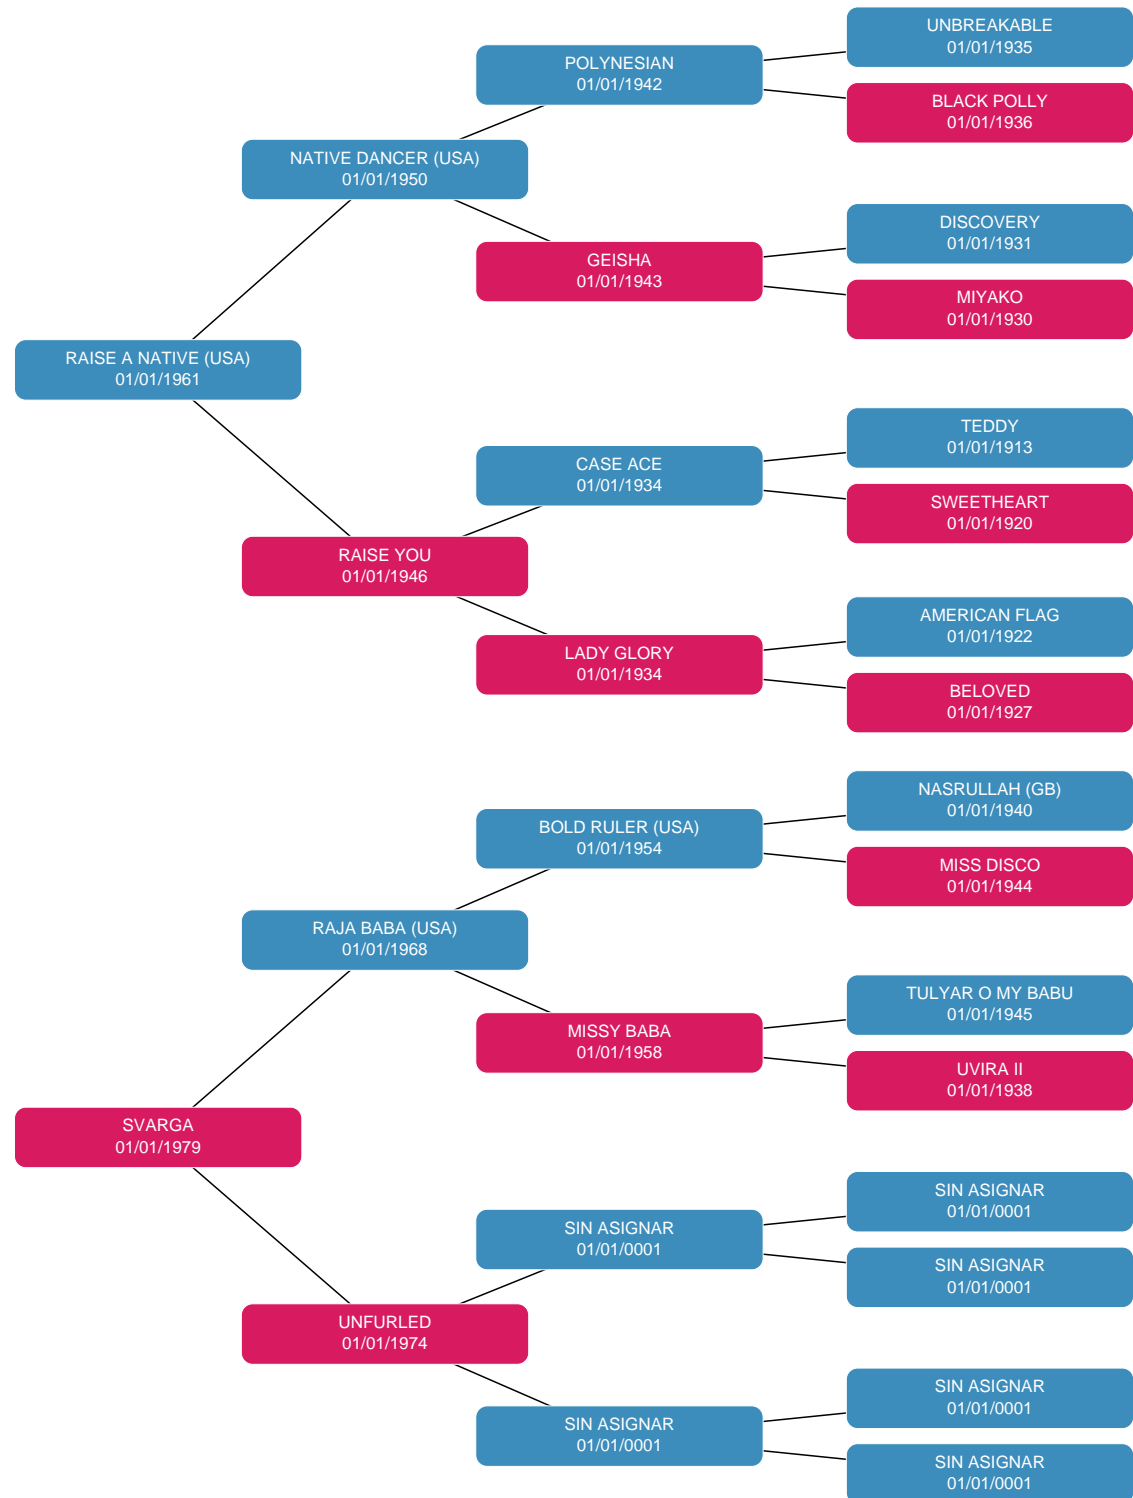 UNBREAKABLE
01/01/1935
POLYNESIAN
01/01/1942
BLACK POLLY
01/01/1936
NATIVE DANCER (USA)
01/01/1950
DISCOVERY
01/01/1931
GEISHA
01/01/1943
MIYAKO
01/01/1930
RAISE A NATIVE (USA)
01/01/1961
TEDDY
01/01/1913
CASE ACE
01/01/1934
SWEETHEART
01/01/1920
RAISE YOU
01/01/1946
AMERICAN FLAG
01/01/1922
LADY GLORY
01/01/1934
BELOVED
01/01/1927
NASRULLAH (GB)
01/01/1940
BOLD RULER (USA)
01/01/1954
MISS DISCO
01/01/1944
RAJA BABA (USA)
01/01/1968
TULYAR O MY BABU
01/01/1945
MISSY BABA
01/01/1958
UVIRA II
01/01/1938
SVARGA
01/01/1979
SIN ASIGNAR
01/01/0001
SIN ASIGNAR
01/01/0001
SIN ASIGNAR
01/01/0001
UNFURLED
01/01/1974
SIN ASIGNAR
01/01/0001
SIN ASIGNAR
01/01/0001
SIN ASIGNAR
01/01/0001